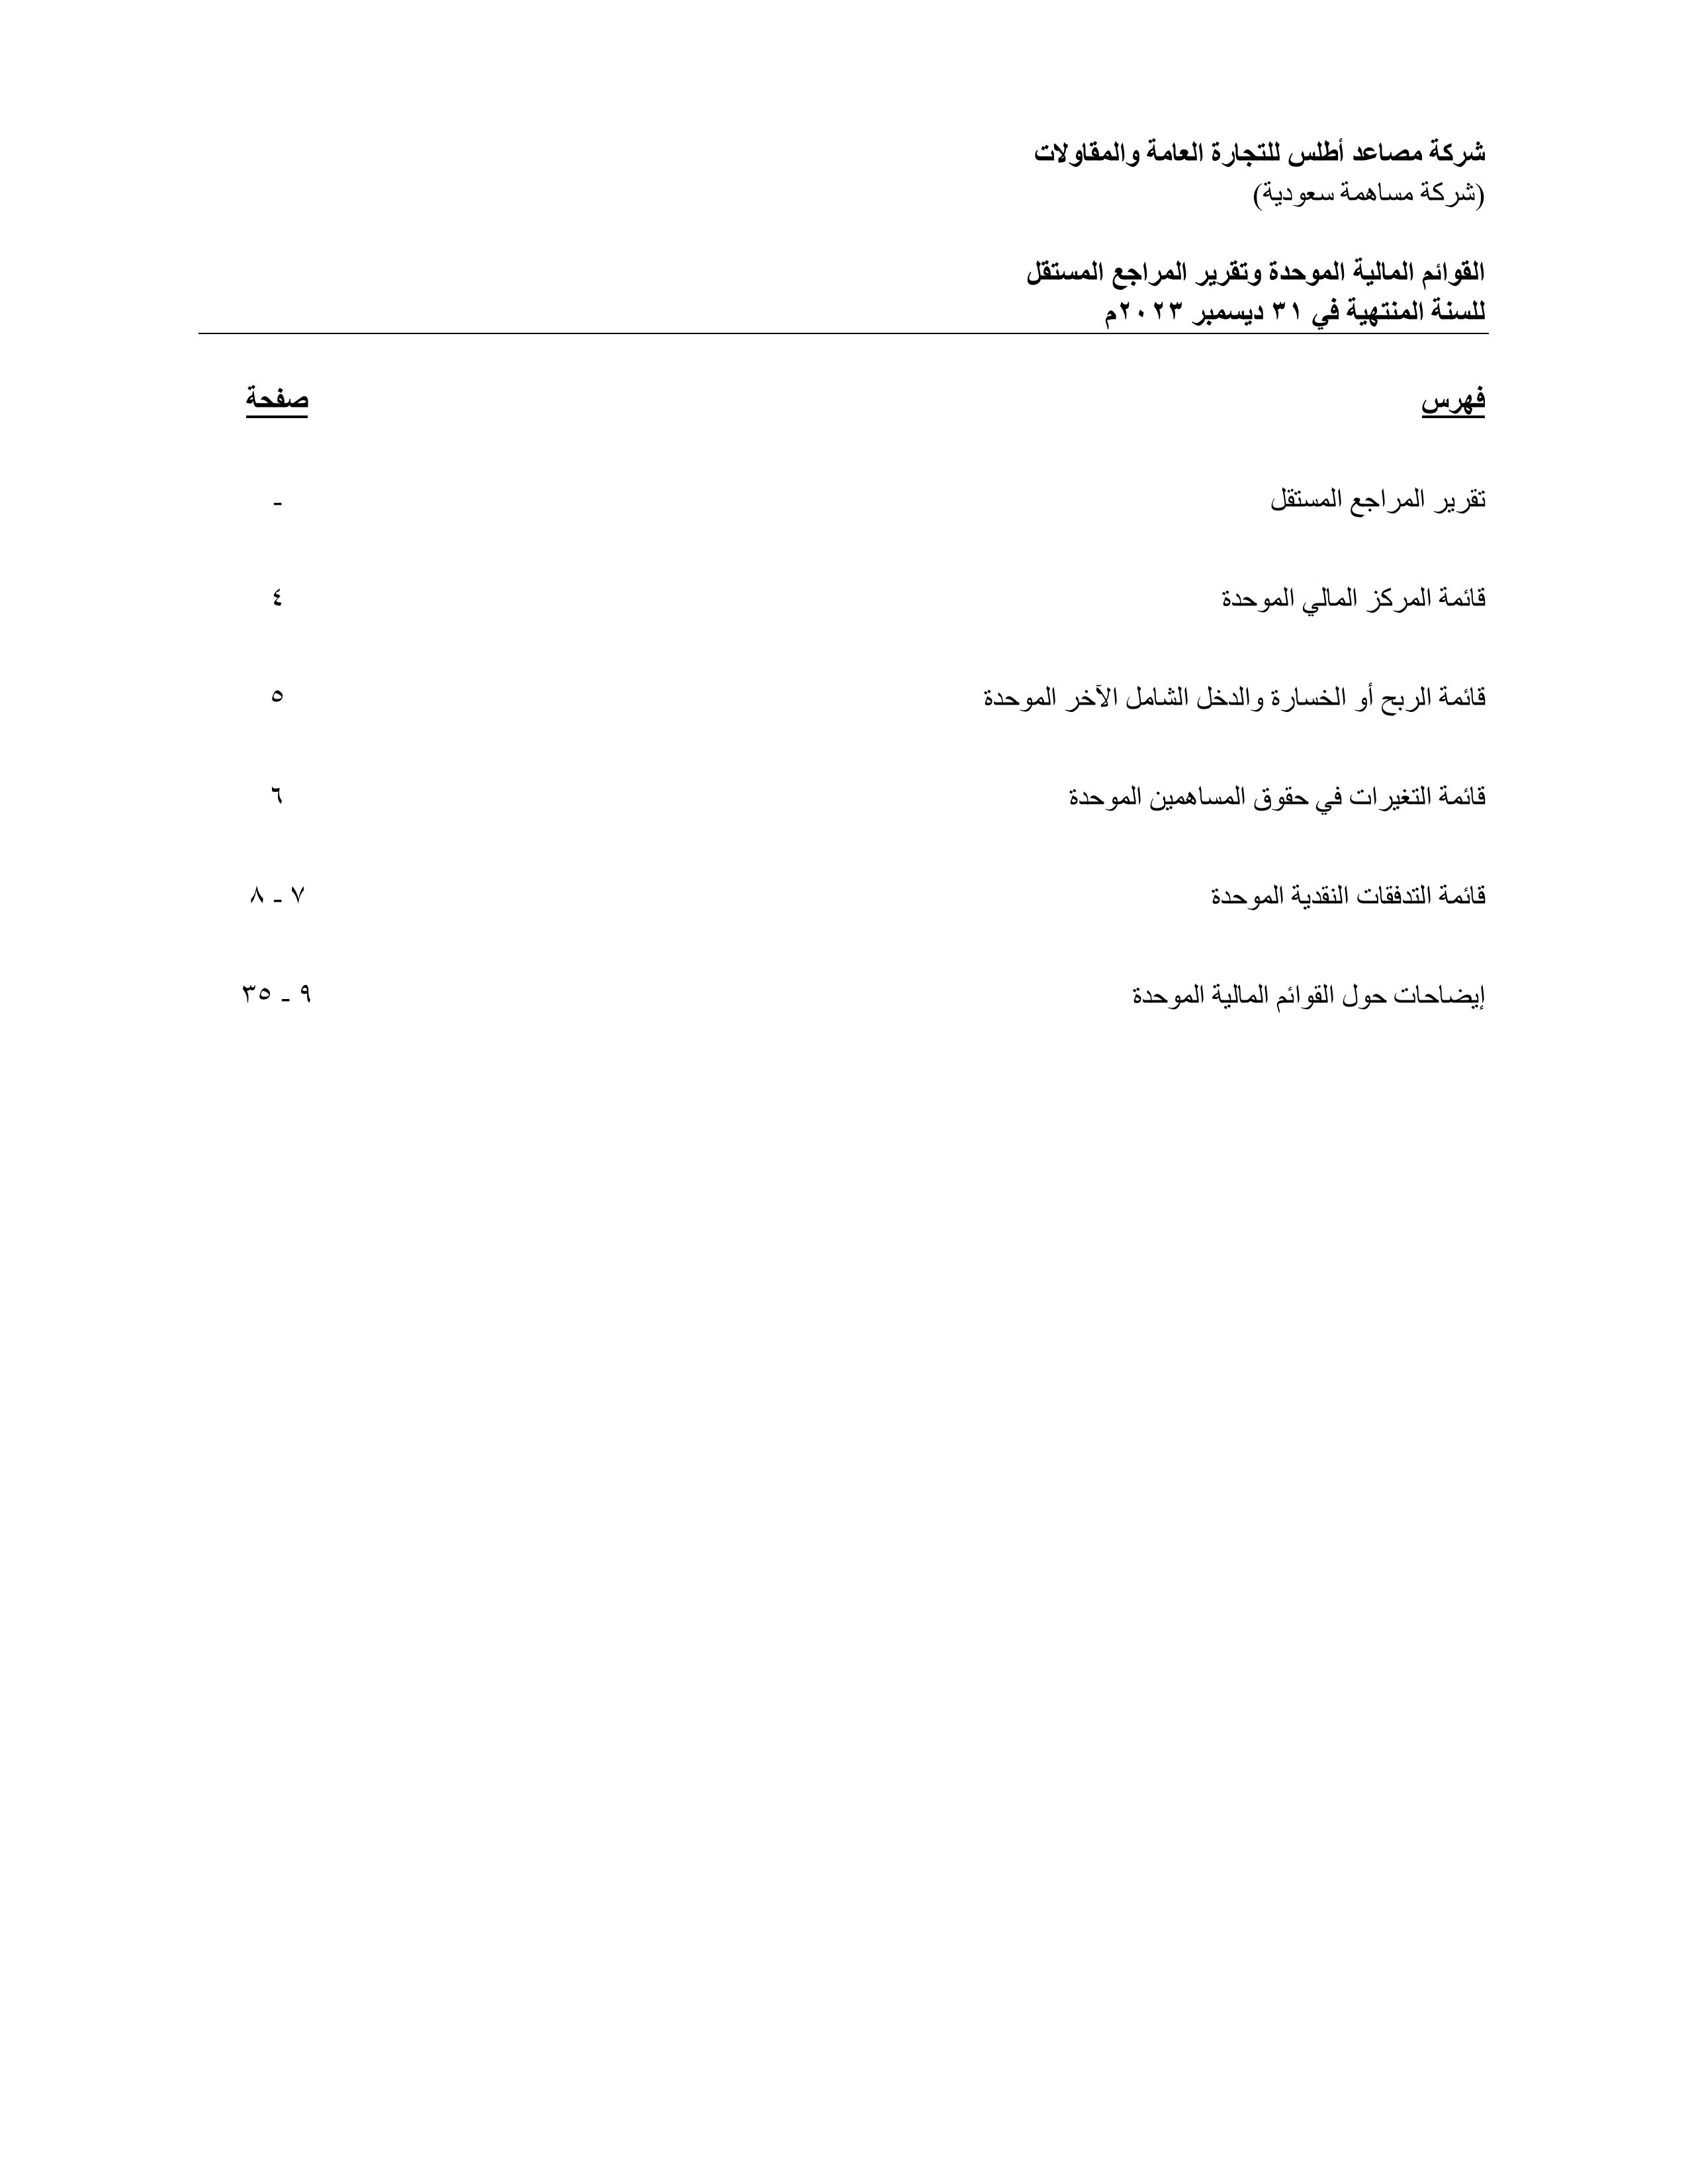 شركة مصاعد أطلس للتجارة العامة والمقاولات
(شركة مساهمة سعودية)
القوائم المالية الموحدة وتقرير المراجع المستقل
للسنة المنتهية في ٣١ ديسمبر ٢٠٢٣م
فهرس صفحة
تقرير المراجع المستقل -
قائمة المركز المالي الموحدة ٤
قائمة الربح أو الخسارة والدخل الشامل الآخر الموحدة ٥
قائمة التغيرات في حقوق المساهمين الموحدة ٦
قائمة التدفقات النقدية الموحدة ٧ - ٨
إيضاحات حول القوائم المالية الموحدة ٩ - ٣٥